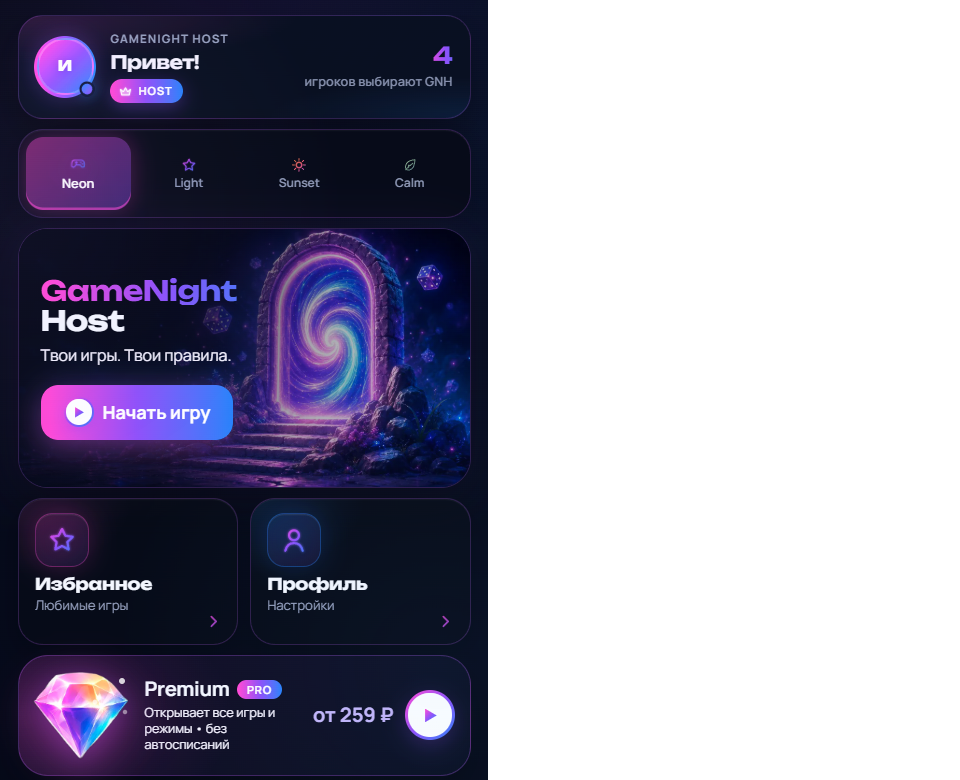 GAMENIGHT HOST
И
Привет!
HOST
4
игроков выбирают GNH
Neon
Light
Sunset
Calm
GameNight
Host
Твои игры. Твои правила.
Начать игру
Избранное
Любимые игры
Профиль
Настройки
Premium PRO
Открывает все игры и
режимы • без
автосписаний
от 259 ₽